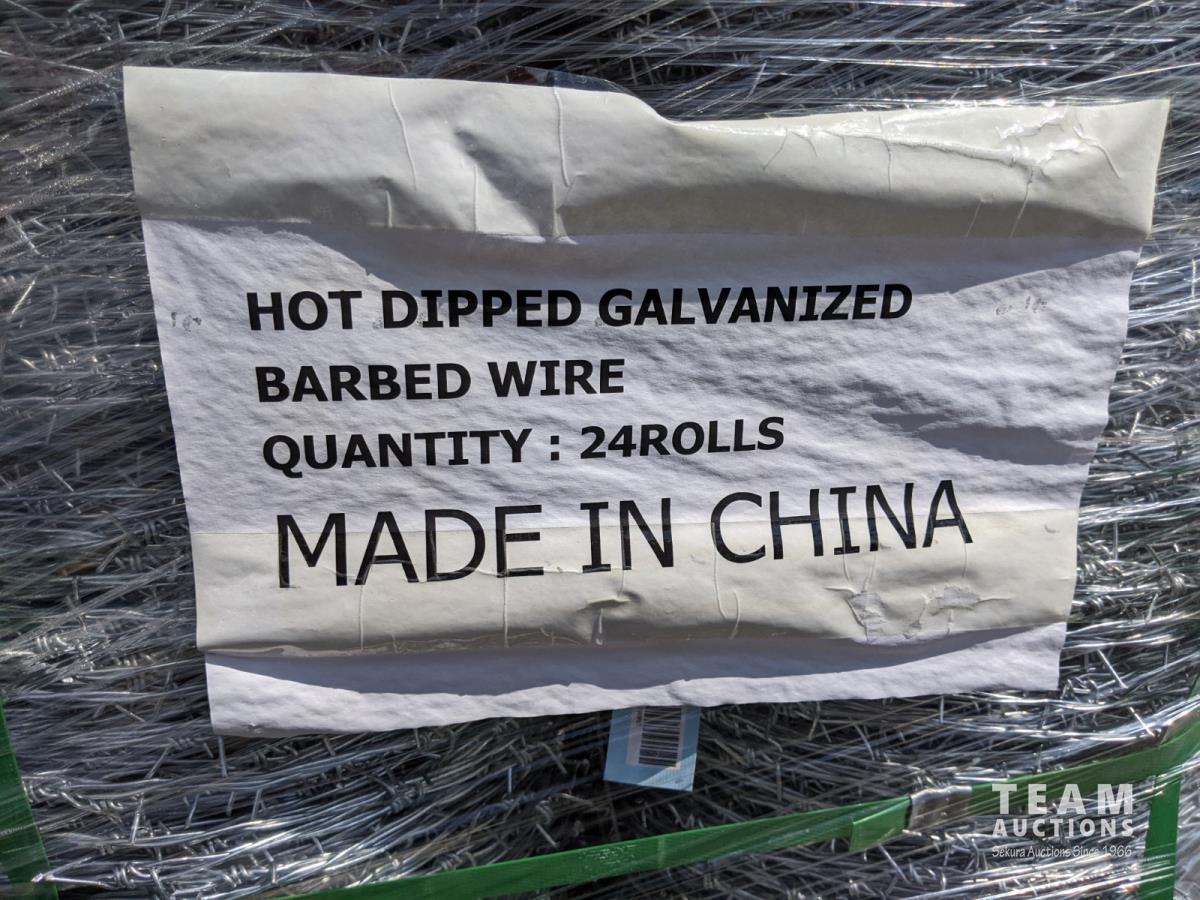 HOT DIPPED GALVANIZED
BARBED WIRE
QUANTITY : 24ROLLS
MADE IN CHINA
TEAM
AUCTIONS
Sekura Auctions Since 1966